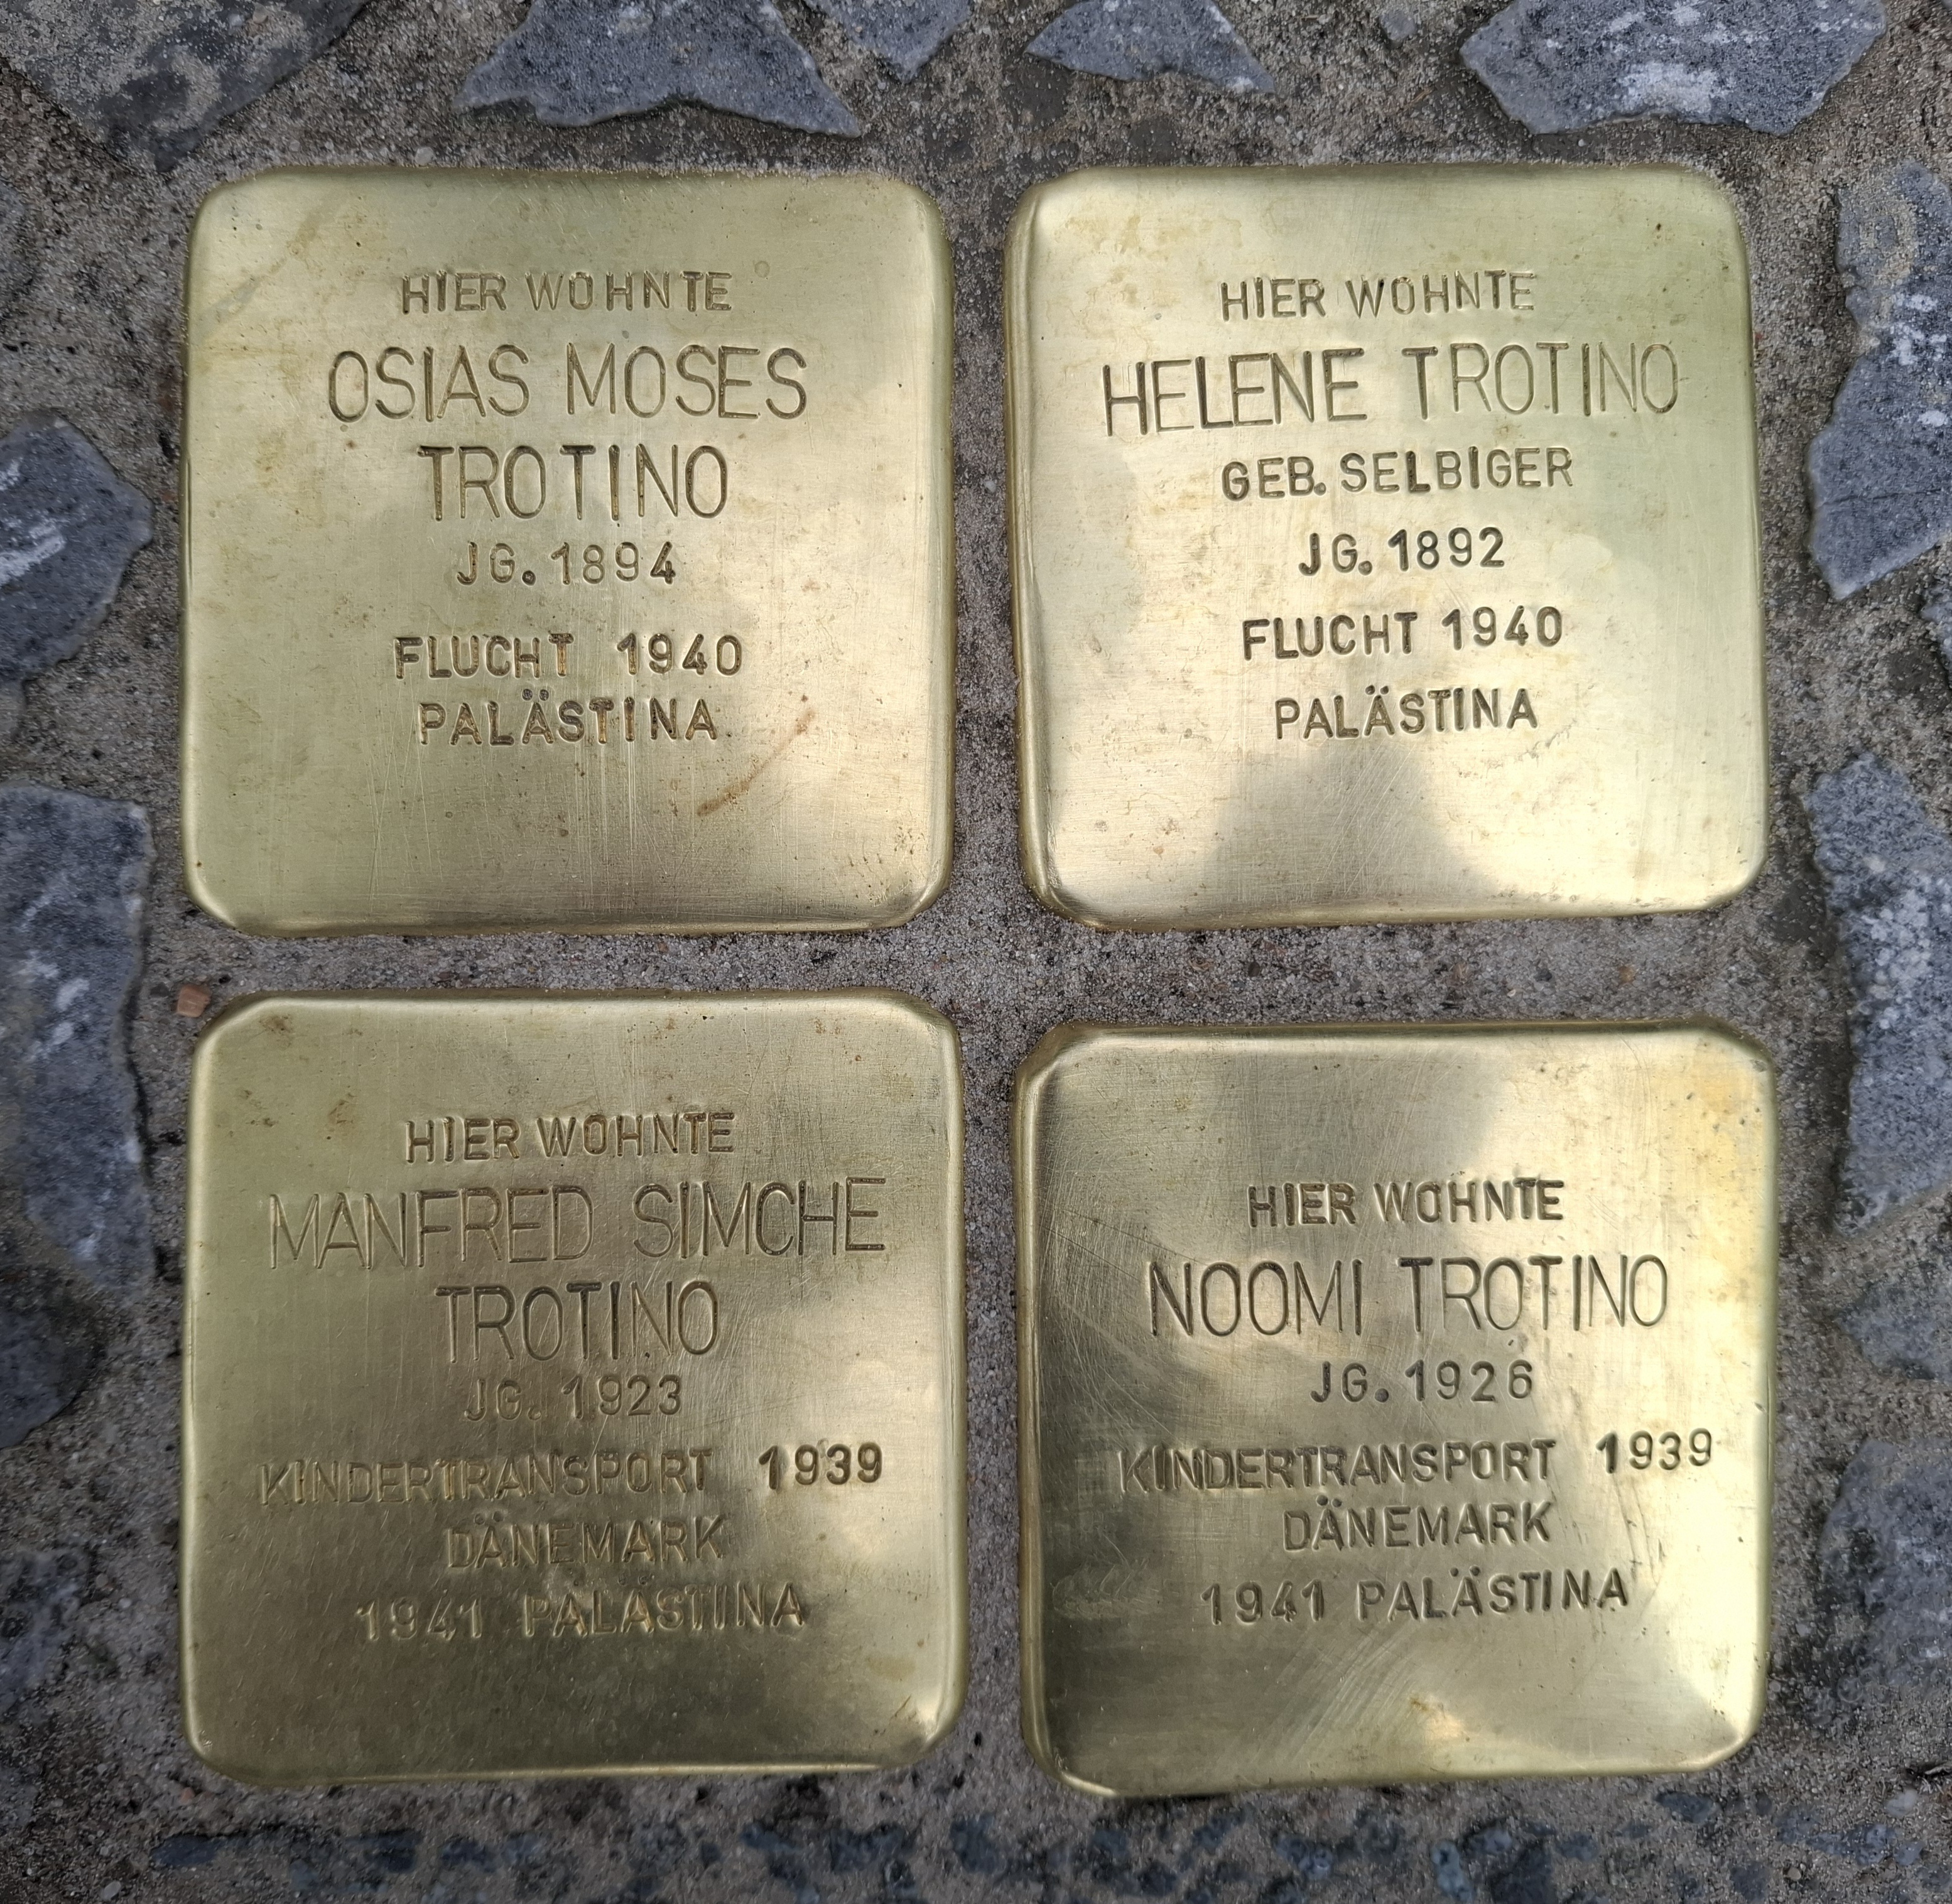 HIER WOHNTE
OSIAS MOSES
TROTINO
JG. 1894
FLUCHT 1940
PALÄSTINA
HIER WOHNTE
HELENE TROTINO
GEB. SELBIGER
JG. 1892
FLUCHT 1940
PALÄSTINA
HIER WOHNTE
MANFRED SIMCHE
TROTINO
JG. 1923
KINDERTRANSPORT 1939
DÄNEMARK
1941 PALÄSTINA
HIER WOHNTE
NOOMI TROTINO
JG. 1926
KINDERTRANSPORT 1939
DÄNEMARK
1941 PALÄSTINA